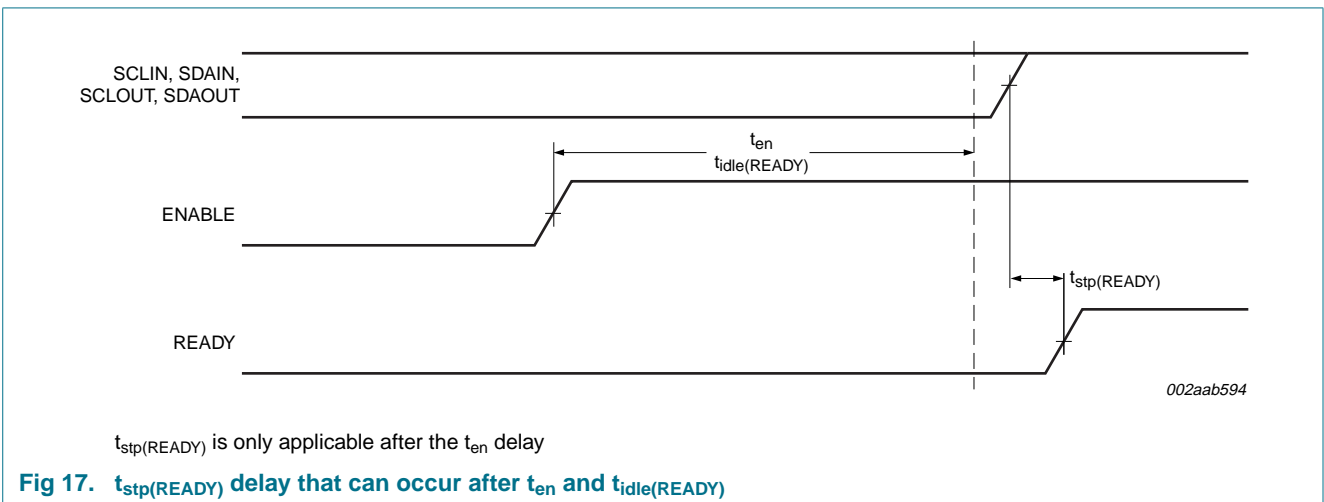 SCLIN, SDAIN,
SCLOUT, SDAOUT
ten
tidle(READY)
ENABLE
tstp(READY)
READY
002aab594
tstp(READY) is only applicable after the ten delay
Fig 17. tstp(READY) delay that can occur after ten and tidle(READY)